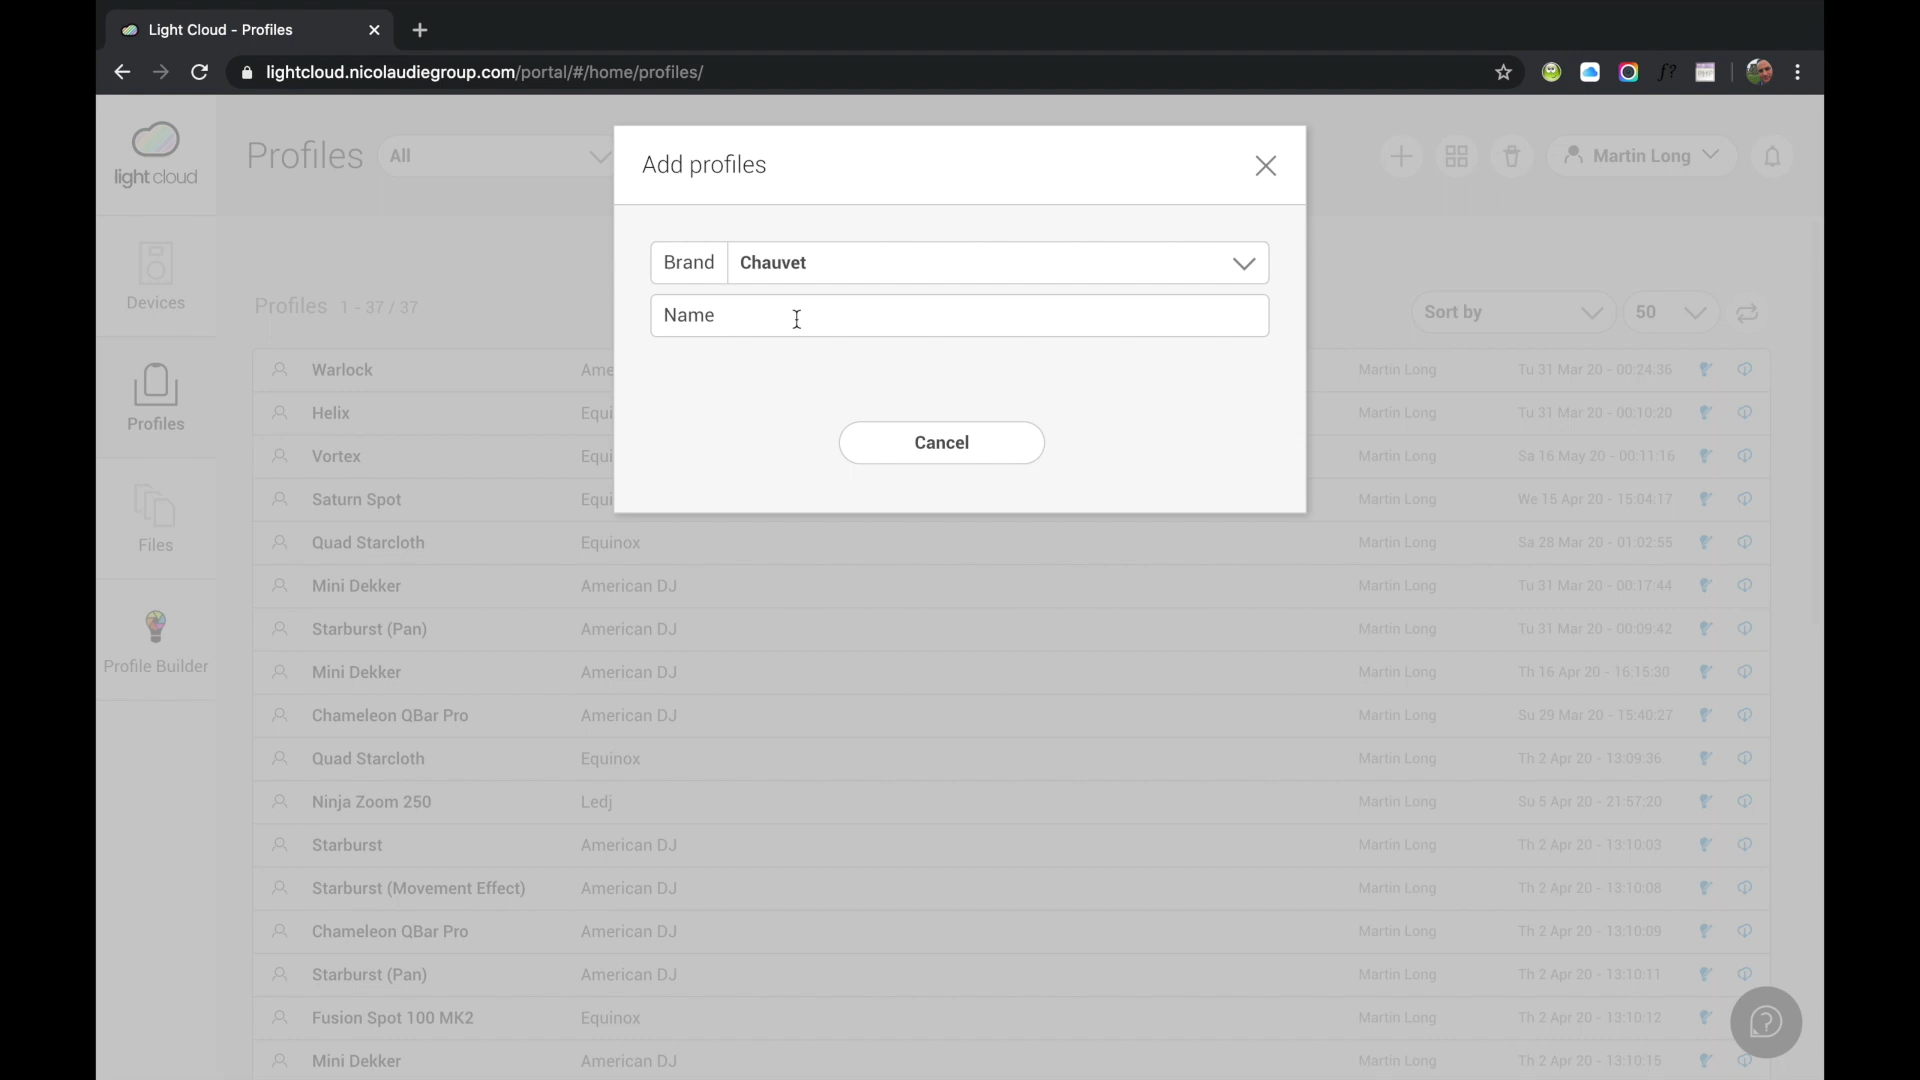 Light Cloud - Profiles
lightcloud.nicolaudiegroup.com/portal/#/home/profiles/
f?
light cloud
Profiles
All
Add profiles
Martin Long
Brand
Chauvet
Name
Cancel
Devices
Profiles
Files
Profile Builder
Profiles 1 - 37 / 37
Sort by
50
Warlock Ame Martin Long Tu 31 Mar 20 - 00:24:36
Helix Equi Martin Long Tu 31 Mar 20 - 00:10:20
Vortex Equi Martin Long Sa 16 May 20 - 00:11:16
Saturn Spot Equi Martin Long We 15 Apr 20 - 15:04:17
Quad Starcloth Equinox Martin Long Sa 28 Mar 20 - 01:02:55
Mini Dekker American DJ Martin Long Tu 31 Mar 20 - 00:17:44
Starburst (Pan) American DJ Martin Long Tu 31 Mar 20 - 00:09:42
Mini Dekker American DJ Martin Long Th 16 Apr 20 - 16:15:30
Chameleon QBar Pro American DJ Martin Long Su 29 Mar 20 - 15:40:27
Quad Starcloth Equinox Martin Long Th 2 Apr 20 - 13:09:36
Ninja Zoom 250 Ledj Martin Long Su 5 Apr 20 - 21:57:20
Starburst American DJ Martin Long Th 2 Apr 20 - 13:10:03
Starburst (Movement Effect) American DJ Martin Long Th 2 Apr 20 - 13:10:08
Chameleon QBar Pro American DJ Martin Long Th 2 Apr 20 - 13:10:09
Starburst (Pan) American DJ Martin Long Th 2 Apr 20 - 13:10:11
Fusion Spot 100 MK2 Equinox Martin Long Th 2 Apr 20 - 13:10:12
Mini Dekker American DJ Martin Long Th 2 Apr 20 - 13:10:15